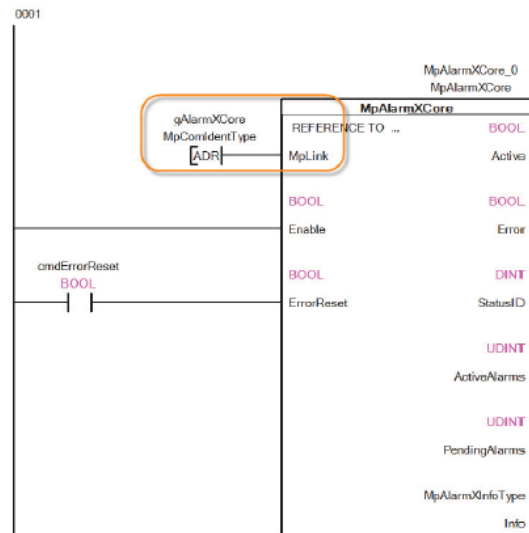 0001
MpAlarmXCore_0
MpAlarmXCore
MpAlarmXCore
gAlarmXCore
MpComIdentType
ADR
REFERENCE TO ...
BOOL
MpLink
Active
BOOL
BOOL
Enable
Error
cmdErrorReset
BOOL
BOOL
DINT
ErrorReset
StatusID
UDINT
ActiveAlarms
UDINT
PendingAlarms
MpAlarmXInfoType
Info